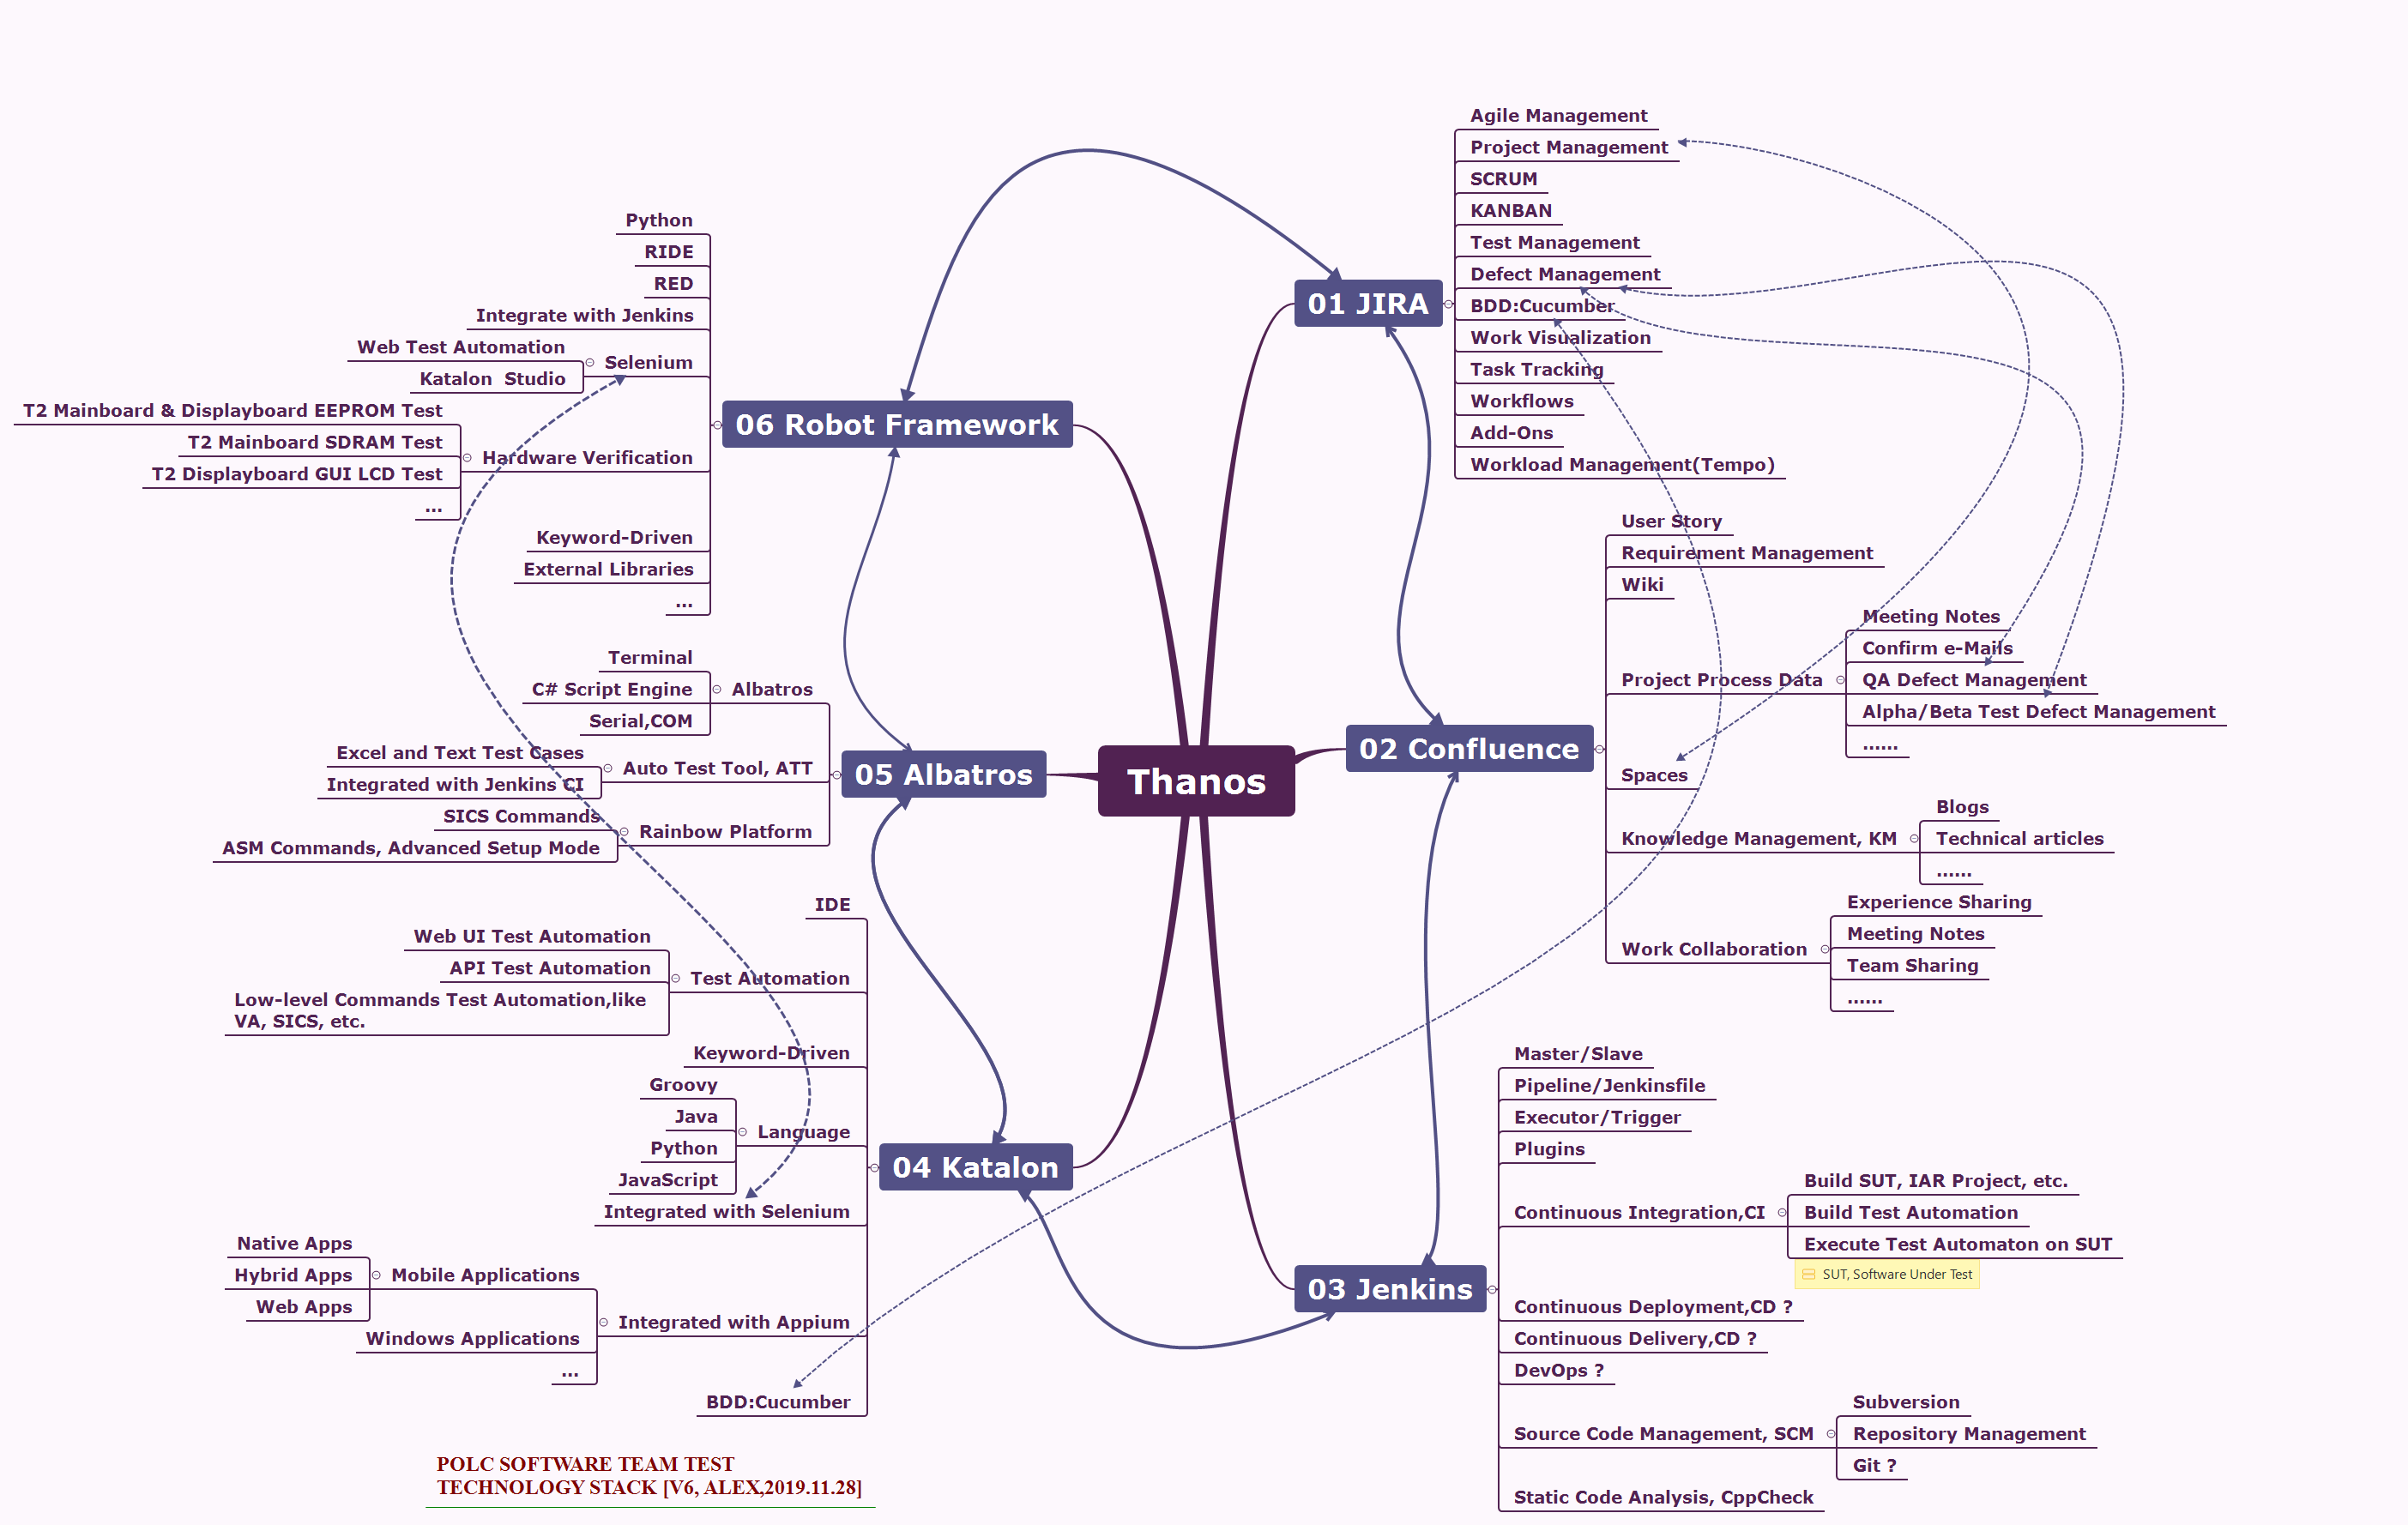 Thanos
01 JIRA
Agile Management
Project Management
SCRUM
KANBAN
Test Management
Defect Management
BDD:Cucumber
Work Visualization
Task Tracking
Workflows
Add-Ons
Workload Management(Tempo)
02 Confluence
User Story
Requirement Management
Wiki
Project Process Data
Meeting Notes
Confirm e-Mails
QA Defect Management
Alpha/Beta Test Defect Management
......
Spaces
Knowledge Management, KM
Blogs
Technical articles
......
Work Collaboration
Experience Sharing
Meeting Notes
Team Sharing
......
03 Jenkins
Master/Slave
Pipeline/Jenkinsfile
Executor/Trigger
Plugins
Continuous Integration,CI
Build SUT, IAR Project, etc.
Build Test Automation
Execute Test Automaton on SUT
SUT, Software Under Test
Continuous Deployment,CD ?
Continuous Delivery,CD ?
DevOps ?
Source Code Management, SCM
Subversion
Repository Management
Git ?
Static Code Analysis, CppCheck
04 Katalon
IDE
Test Automation
Web UI Test Automation
API Test Automation
Low-level Commands Test Automation,like
VA, SICS, etc.
Keyword-Driven
Language
Groovy
Java
Python
JavaScript
Integrated with Selenium
Integrated with Appium
Mobile Applications
Native Apps
Hybrid Apps
Web Apps
Windows Applications
...
BDD:Cucumber
05 Albatros
Albatros
Terminal
C# Script Engine
Serial,COM
Auto Test Tool, ATT
Excel and Text Test Cases
Integrated with Jenkins CI
Rainbow Platform
SICS Commands
ASM Commands, Advanced Setup Mode
06 Robot Framework
Python
RIDE
RED
Integrate with Jenkins
Selenium
Web Test Automation
Katalon  Studio
Hardware Verification
T2 Mainboard & Displayboard EEPROM Test
T2 Mainboard SDRAM Test
T2 Displayboard GUI LCD Test
...
Keyword-Driven
External Libraries
...
POLC SOFTWARE TEAM TEST
TECHNOLOGY STACK [V6, ALEX,2019.11.28]